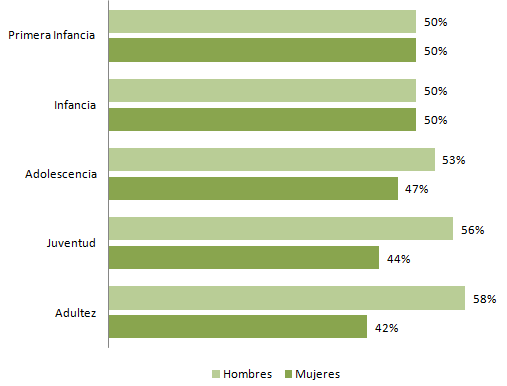 Primera Infancia
50%
50%
Infancia
50%
50%
Adolescencia
53%
47%
Juventud
56%
44%
Adultez
58%
42%
Hombres Mujeres